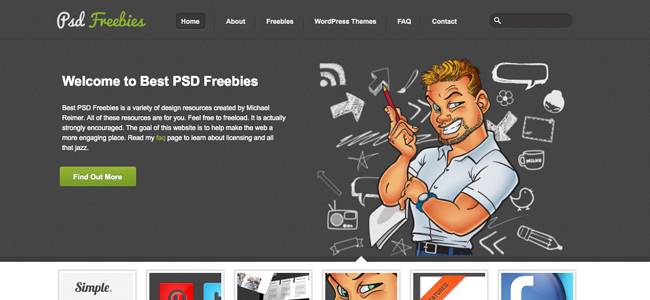 Psd Freebies
Home About Freebies WordPress Themes FAQ Contact
Welcome to Best PSD Freebies
Best PSD Freebies is a variety of design resources created by Michael
Reimer. All of these resources are for you. Feel free to freeload. It is actually
strongly encouraged. The goal of this website is to help make the web a
more engaging place. Read my faq page to learn about licensing and all
that jazz.
Find Out More
Simple.